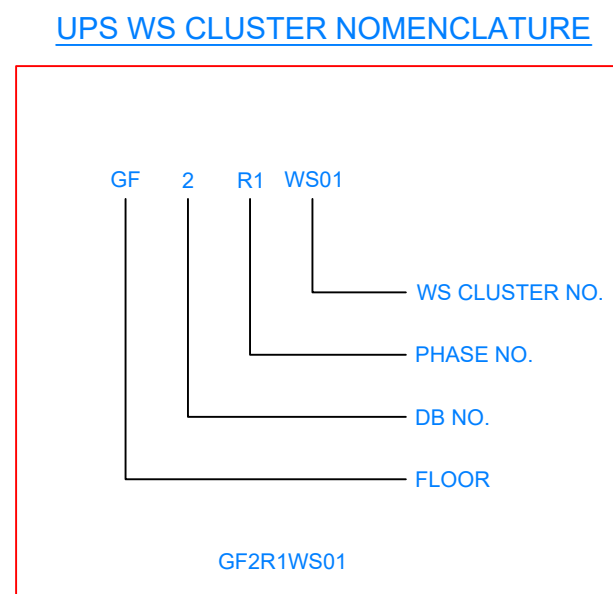 UPS WS CLUSTER NOMENCLATURE
GF 2 R1 WS01
WS CLUSTER NO.
PHASE NO.
DB NO.
FLOOR
GF2R1WS01